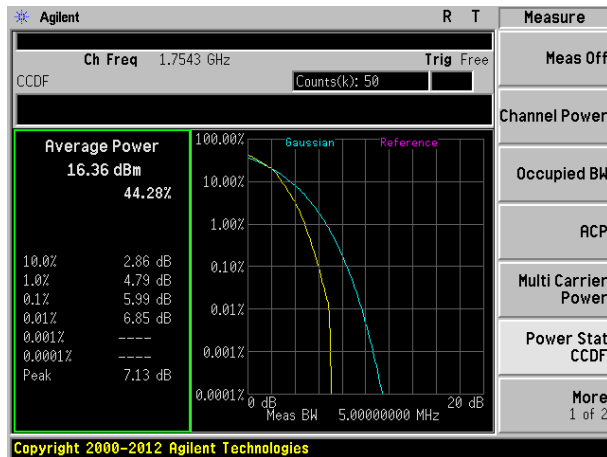 Agilent R T
Ch Freq 1.7543 GHz Trig Free
CCDF Counts(k): 50
Average Power
16.36 dBm
44.28%
10.0% 2.86 dB
1.0% 4.79 dB
0.1% 5.99 dB
0.01% 6.85 dB
0.001% ----
0.0001% ----
Peak 7.13 dB
Gaussian Reference
100.00%
10.00%
1.00%
0.10%
0.01%
0.001%
0.0001%
0 dB 20 dB
Meas BW 5.00000000 MHz
Measure
Meas Off
Channel Power
Occupied BW
ACP
Multi Carrier
Power
Power Stat
CCDF
More
1 of 2
Copyright 2000-2012 Agilent Technologies